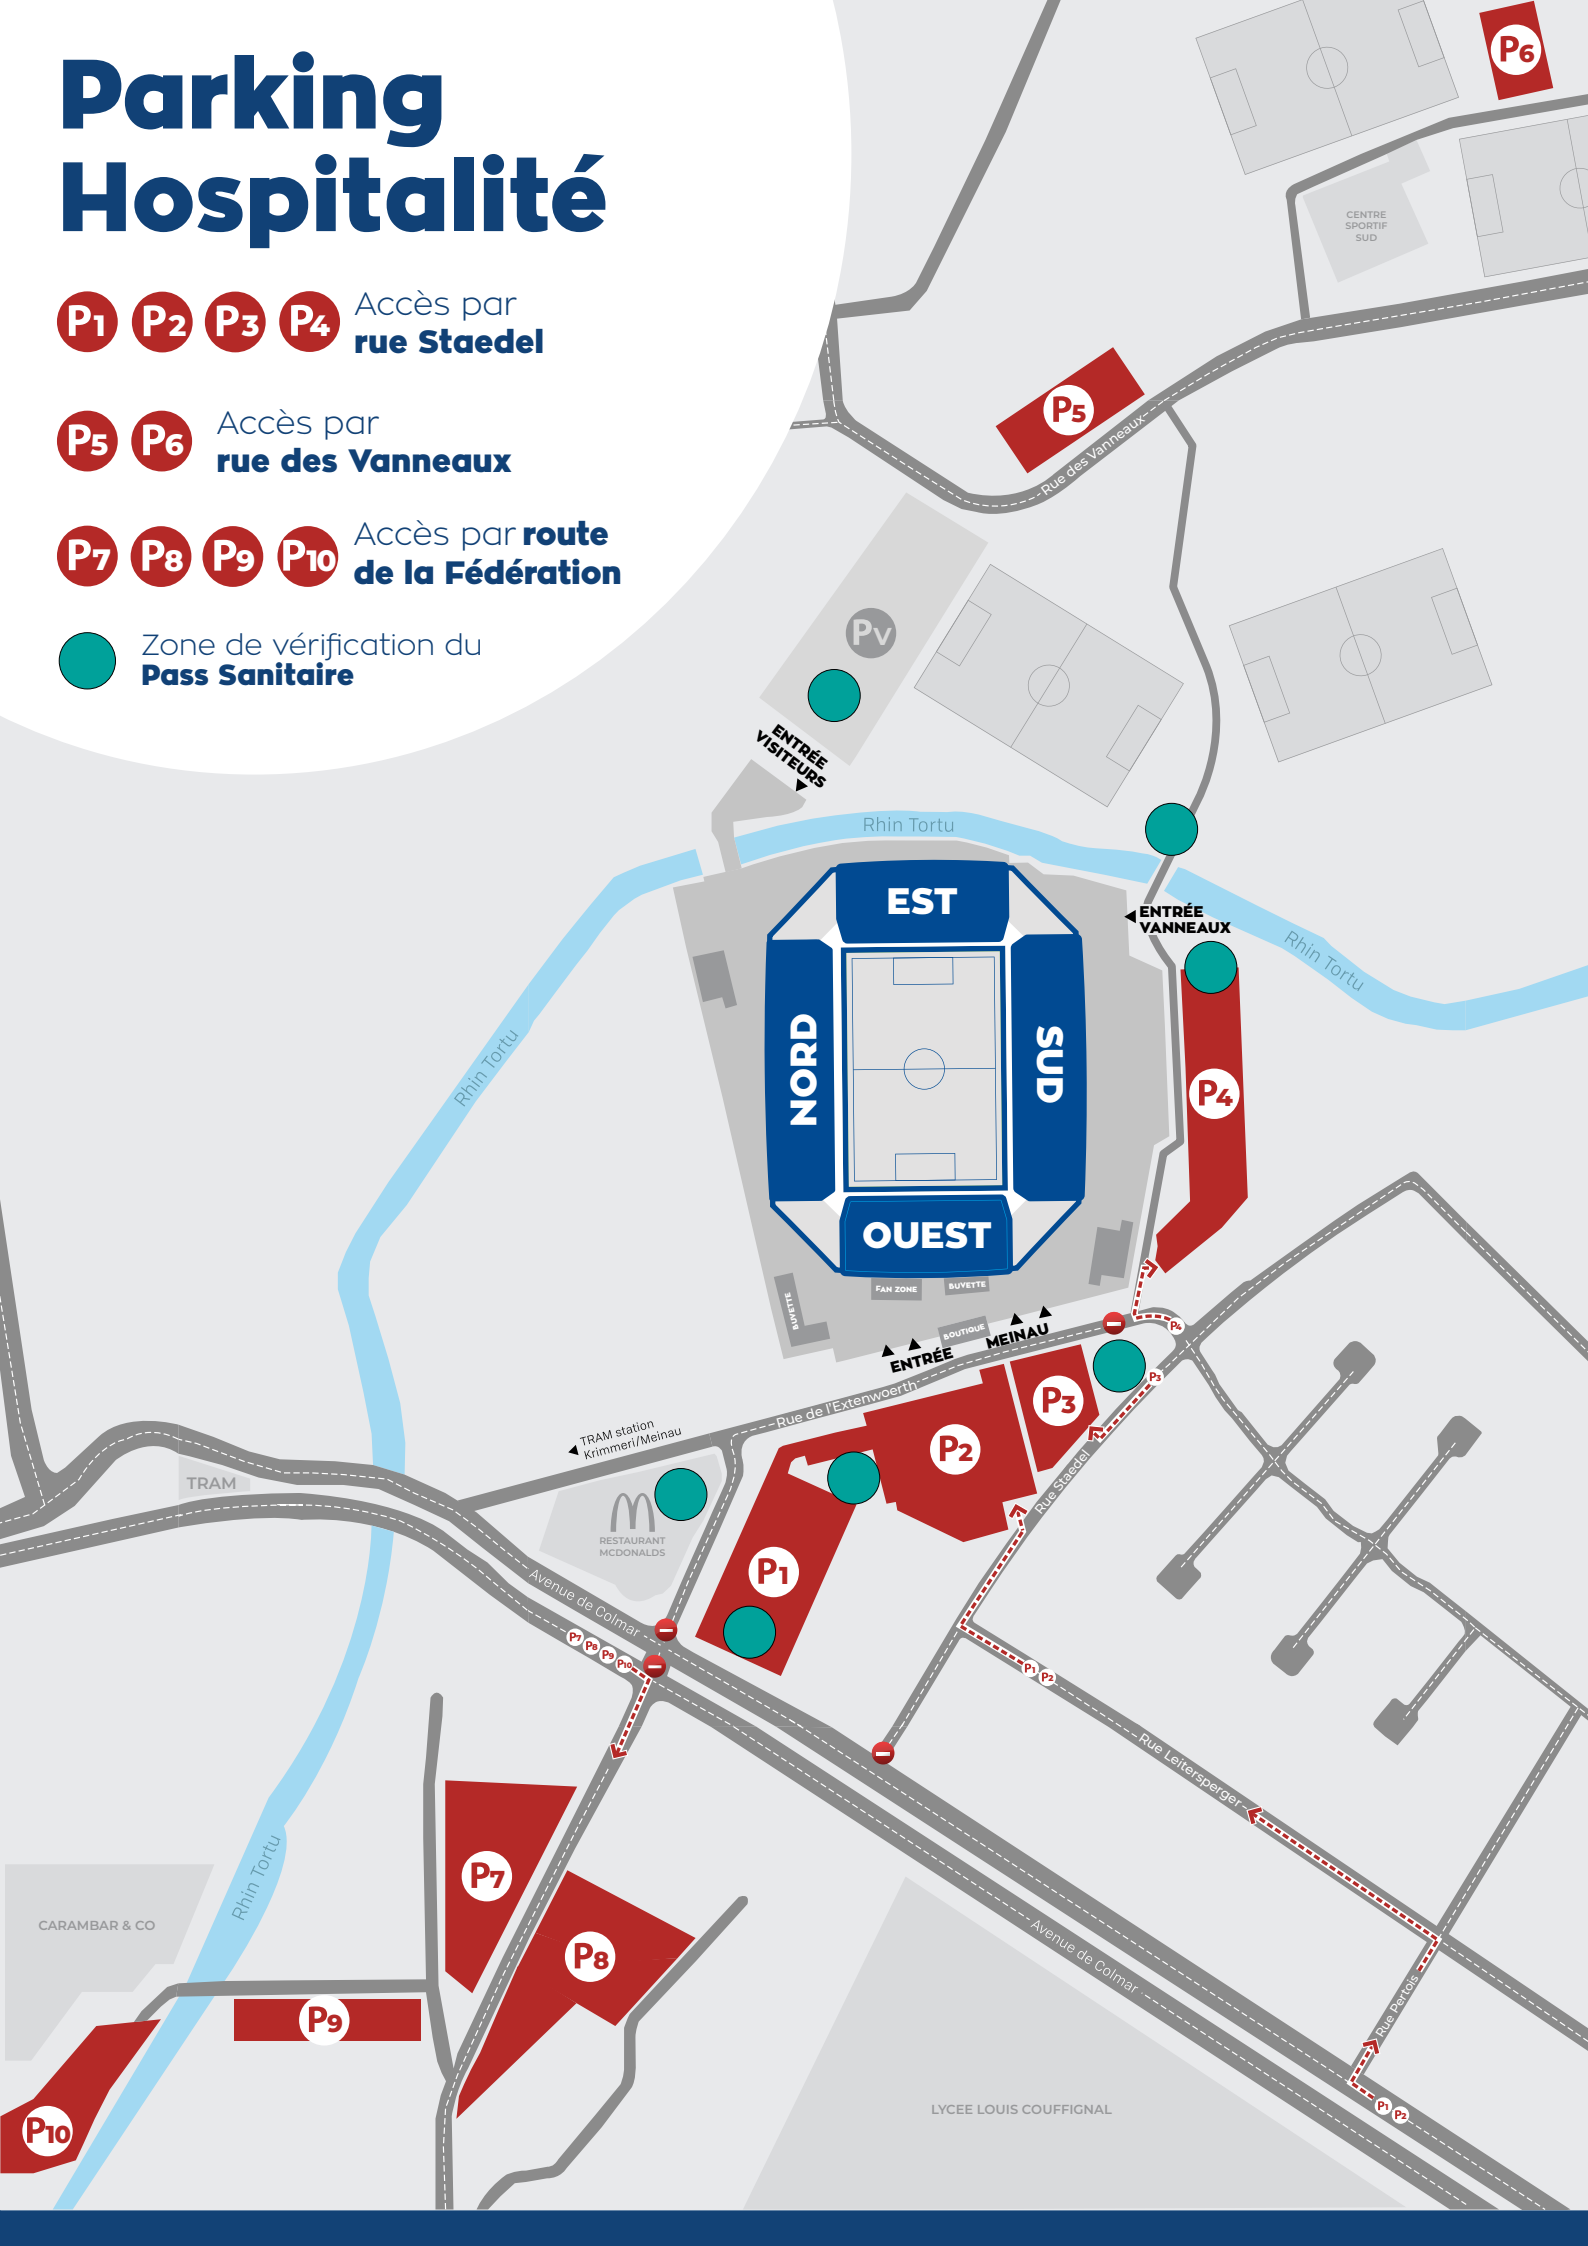 Parking
Hospitalité
P1 P2 P3 P4 Accès par
rue Staedel
P5 P6 Accès par
rue des Vanneaux
P7 P8 P9 P10 Accès par route
de la Fédération
Zone de vérification du
Pass Sanitaire
P6
CENTRE
SPORTIF
SUD
P5
Rue des Vanneaux
PV
ENTRÉE
VISITEURS
Rhin Tortu
EST
ENTRÉE
VANNEAUX
Rhin Tortu
Rhin Tortu
NORD
SUD
P4
OUEST
FAN ZONE
BUVETTE
BUVETTE
BOUTIQUE
ENTRÉE MEINAU
P4
P3
Rue de l'Extenwoerth
P3
P2
TRAM station
Krimmeri/Meinau
TRAM
RESTAURANT
MCDONALDS
Rue Staedel
P1
Avenue de Colmar
P7 P8 P9 P10
P1 P2
Rue Leitersperger
P7
Rhin Tortu
CARAMBAR & CO
P8
P9
Avenue de Colmar
Rue Pertois
P10
LYCEE LOUIS COUFFIGNAL
P1 P2